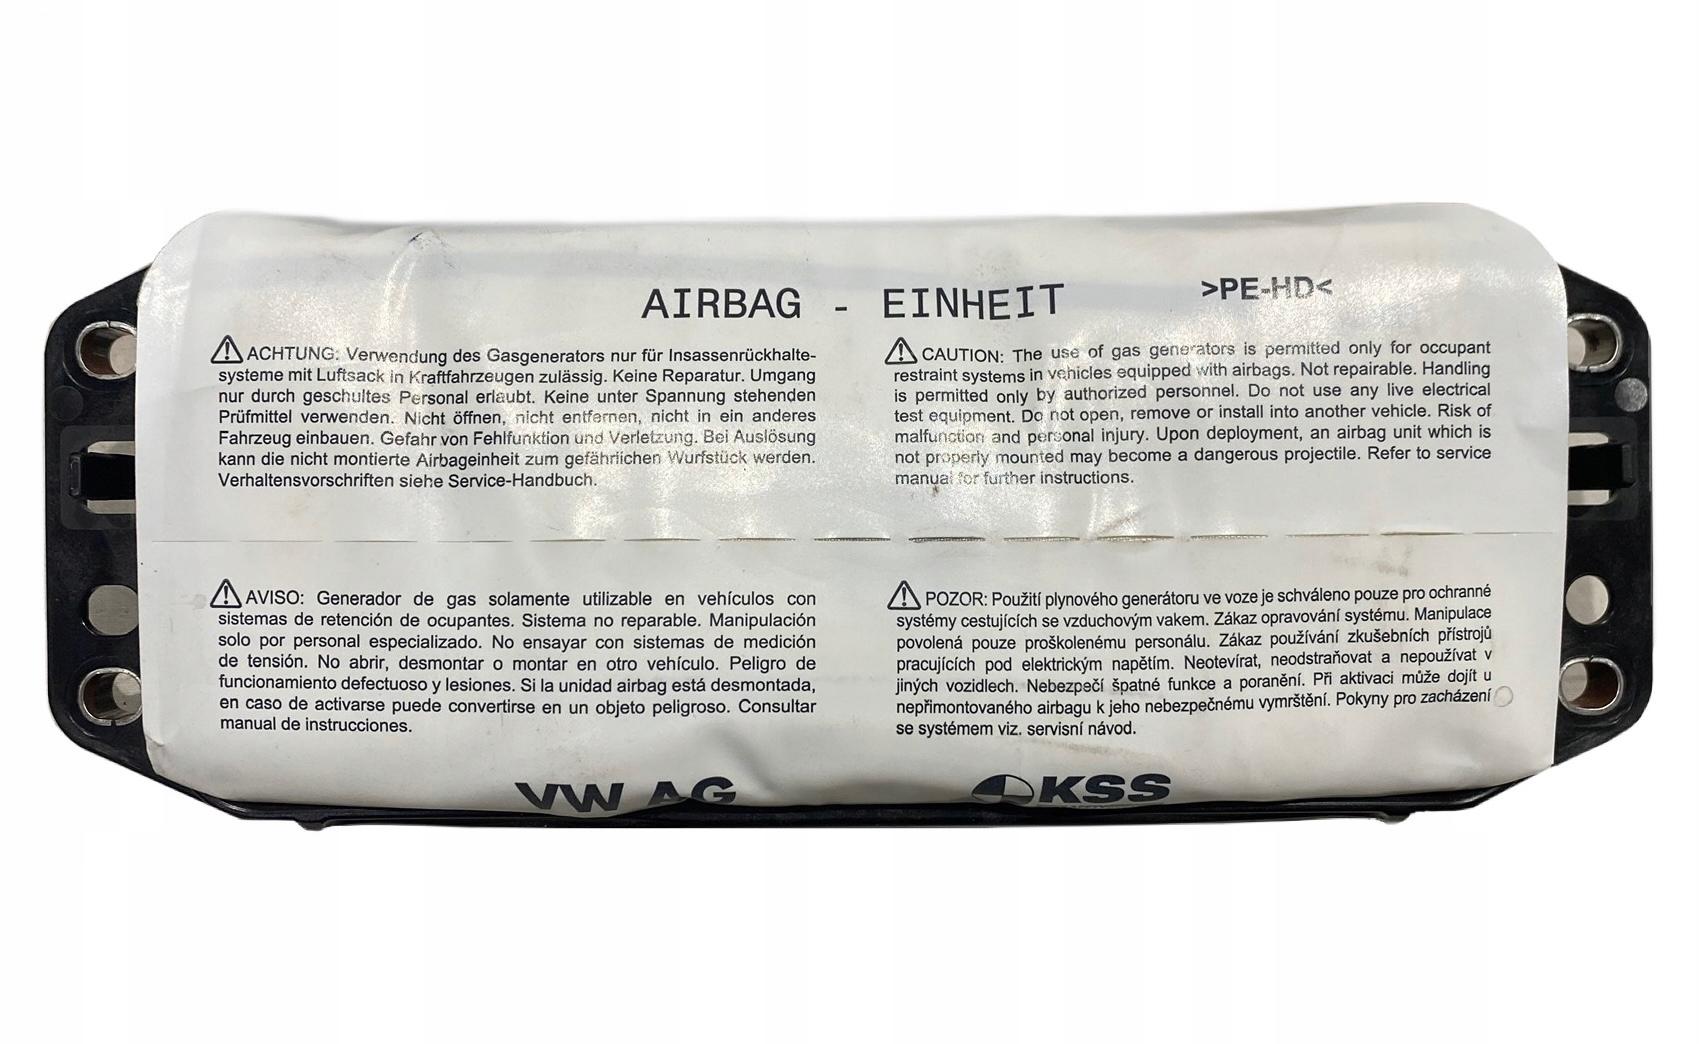 AIRBAG - EINHEIT
>PE-HD<
ACHTUNG: Verwendung des Gasgenerators nur für Insassenrückhalte-
systeme mit Luftsack in Kraftfahrzeugen zulässig. Keine Reparatur. Umgang
nur durch geschultes Personal erlaubt. Keine unter Spannung stehenden
Prüfmittel verwenden. Nicht öffnen, nicht entfernen, nicht in ein anderes
Fahrzeug einbauen. Gefahr von Fehlfunktion und Verletzung. Bei Auslösung
kann die nicht montierte Airbageinheit zum gefährlichen Wurfstück werden.
Verhaltensvorschriften siehe Service-Handbuch.
CAUTION: The use of gas generators is permitted only for occupant
restraint systems in vehicles equipped with airbags. Not repairable. Handling
is permitted only by authorized personnel. Do not use any live electrical
test equipment. Do not open, remove or install into another vehicle. Risk of
malfunction and personal injury. Upon deployment, an airbag unit which is
not properly mounted may become a dangerous projectile. Refer to service
manual for further instructions.
AVISO: Generador de gas solamente utilizable en vehículos con
sistemas de retención de ocupantes. Sistema no reparable. Manipulación
solo por personal especializado. No ensayar con sistemas de medición
de tensión. No abrir, desmontar o montar en otro vehículo. Peligro de
funcionamiento defectuoso y lesiones. Si la unidad airbag está desmontada,
en caso de activarse puede convertirse en un objeto peligroso. Consultar
manual de instrucciones.
POZOR: Použití plynového generátoru ve voze je schváleno pouze pro ochranné
systémy cestujících se vzduchovým vakem. Zákaz opravování systému. Manipulace
povolená pouze proškolenému personálu. Zákaz používání zkušebních přístrojů
pracujících pod elektrickým napětím. Neotevírat, neodstraňovat a nepoužívat v
jiných vozidlech. Nebezpečí špatné funkce a poranění. Při aktivaci může dojít u
nepřimontovaného airbagu k jeho nebezpečnému vymrštění. Pokyny pro zacházení
se systémem viz. servisní návod.
VW AG
KSS